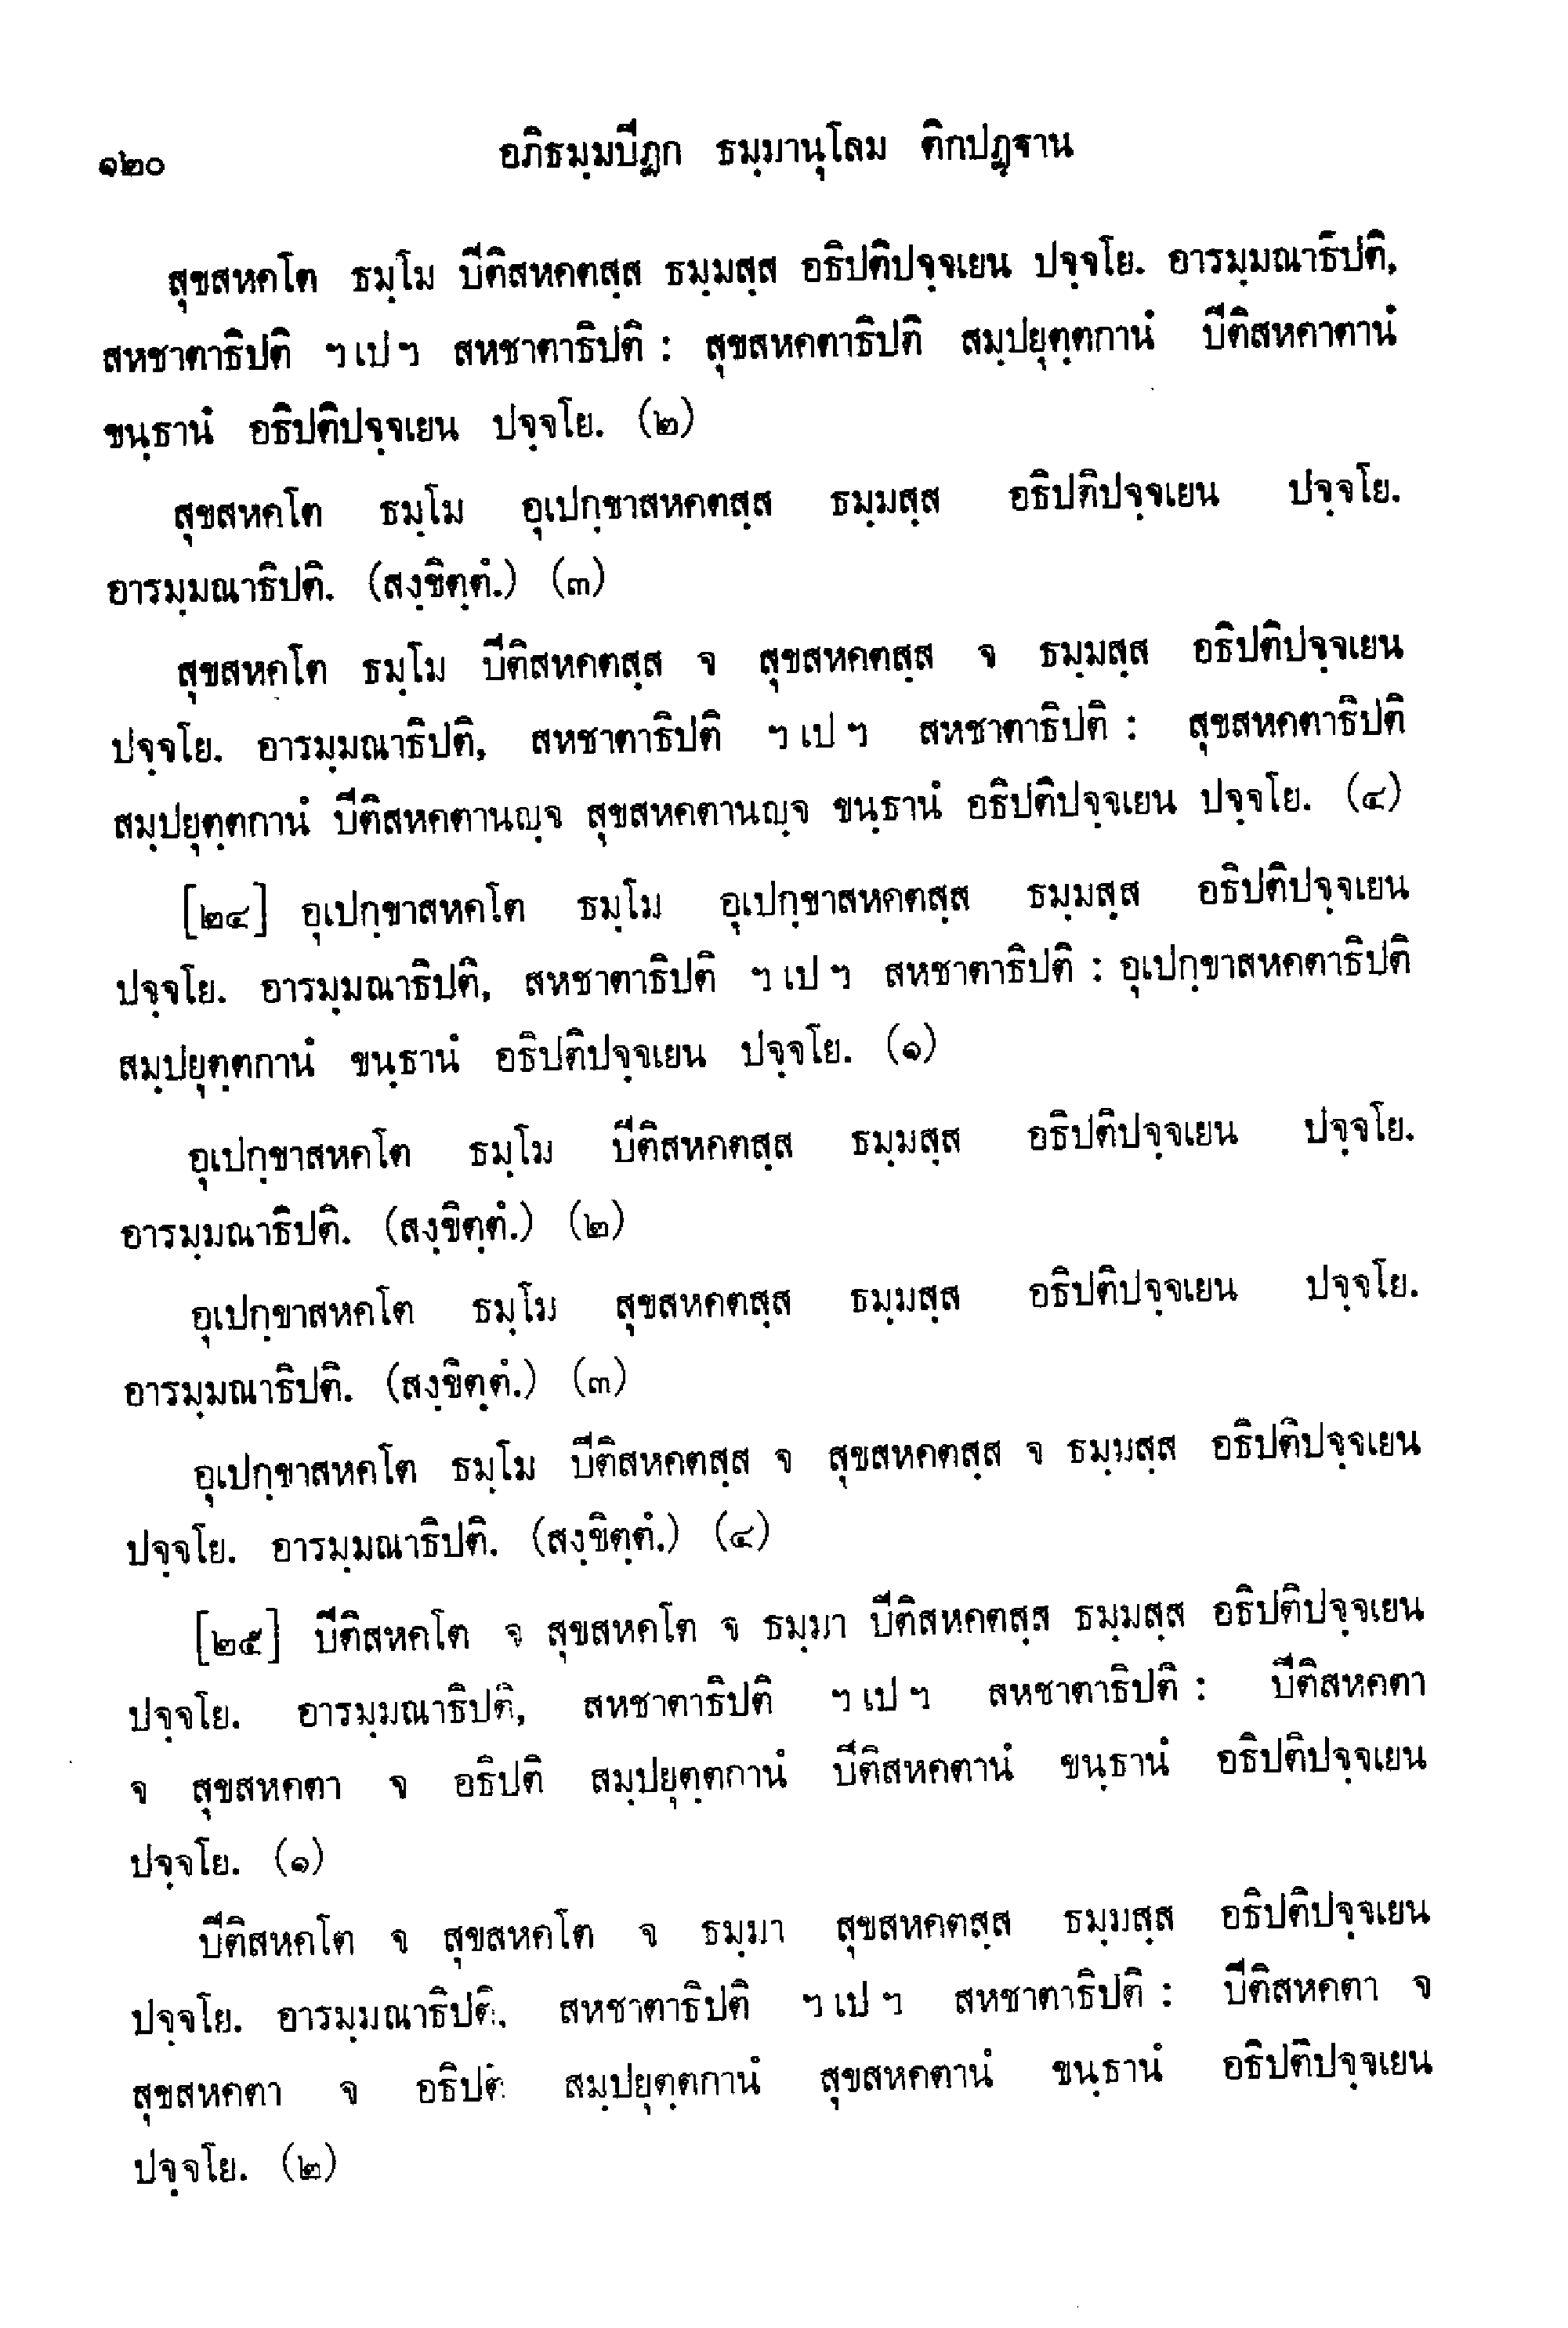 ๑๒๐ อภิธมฺมปีฏก ธมฺมานุโลม ติกปฏฺฐาน
สุขสหคโต ธมฺโม ปีติสหคตสฺส ธมฺมสฺส อธิปติปจฺจเยน ปจฺจโย. อารมฺมณาธิปติ,
สหชาตาธิปติ ฯ เป ฯ สหชาตาธิปติ : สุขสหคตาธิปติ สมฺปยุตฺตกานํ ปีติสหคาตานํ
ขนฺธานํ อธิปติปจฺจเยน ปจฺจโย. (๒)
สุขสหคโต ธมฺโม อุเปกฺขาสหคตสฺส ธมฺมสฺส อธิปติปจฺจเยน ปจฺจโย.
อารมฺมณาธิปติ. (สงฺขิตฺตํ.) (๓)
สุขสหคโต ธมฺโม ปีติสหคตสฺส จ สุขสหคตสฺส จ ธมฺมสฺส อธิปติปจฺจเยน
ปจฺจโย. อารมฺมณาธิปติ, สหชาตาธิปติ ฯ เป ฯ สหชาตาธิปติ : สุขสหคตาธิปติ
สมฺปยุตฺตกานํ ปีติสหคตานญฺจ สุขสหคตานญฺจ ขนฺธานํ อธิปติปจฺจเยน ปจฺจโย. (๔)
[๒๔] อุเปกฺขาสหคโต ธมฺโม อุเปกฺขาสหคตสฺส ธมฺมสฺส อธิปติปจฺจเยน
ปจฺจโย. อารมฺมณาธิปติ, สหชาตาธิปติ ฯ เป ฯ สหชาตาธิปติ : อุเปกฺขาสหคตาธิปติ
สมฺปยุตฺตกานํ ขนฺธานํ อธิปติปจฺจเยน ปจฺจโย. (๑)
อุเปกฺขาสหคโต ธมฺโม ปีติสหคตสฺส ธมฺมสฺส อธิปติปจฺจเยน ปจฺจโย.
อารมฺมณาธิปติ. (สงฺขิตฺตํ.) (๒)
อุเปกฺขาสหคโต ธมฺโม สุขสหคตสฺส ธมฺมสฺส อธิปติปจฺจเยน ปจฺจโย.
อารมฺมณาธิปติ. (สงฺขิตฺตํ.) (๓)
อุเปกฺขาสหคโต ธมฺโม ปีติสหคตสฺส จ สุขสหคตสฺส จ ธมฺมสฺส อธิปติปจฺจเยน
ปจฺจโย. อารมฺมณาธิปติ. (สงฺขิตฺตํ.) (๔)
[๒๕] ปีติสหคโต จ สุขสหคโต จ ธมฺมา ปีติสหคตสฺส ธมฺมสฺส อธิปติปจฺจเยน
ปจฺจโย. อารมฺมณาธิปติ, สหชาตาธิปติ ฯ เป ฯ สหชาตาธิปติ : ปีติสหคตา
จ สุขสหคตา จ อธิปติ สมฺปยุตฺตกานํ ปีติสหคตานํ ขนฺธานํ อธิปติปจฺจเยน
ปจฺจโย. (๑)
ปีติสหคโต จ สุขสหคโต จ ธมฺมา สุขสหคตสฺส ธมฺมสฺส อธิปติปจฺจเยน
ปจฺจโย. อารมฺมณาธิปติ, สหชาตาธิปติ ฯ เป ฯ สหชาตาธิปติ : ปีติสหคตา จ
สุขสหคตา จ อธิปติ สมฺปยุตฺตกานํ สุขสหคตานํ ขนฺธานํ อธิปติปจฺจเยน
ปจฺจโย. (๒)